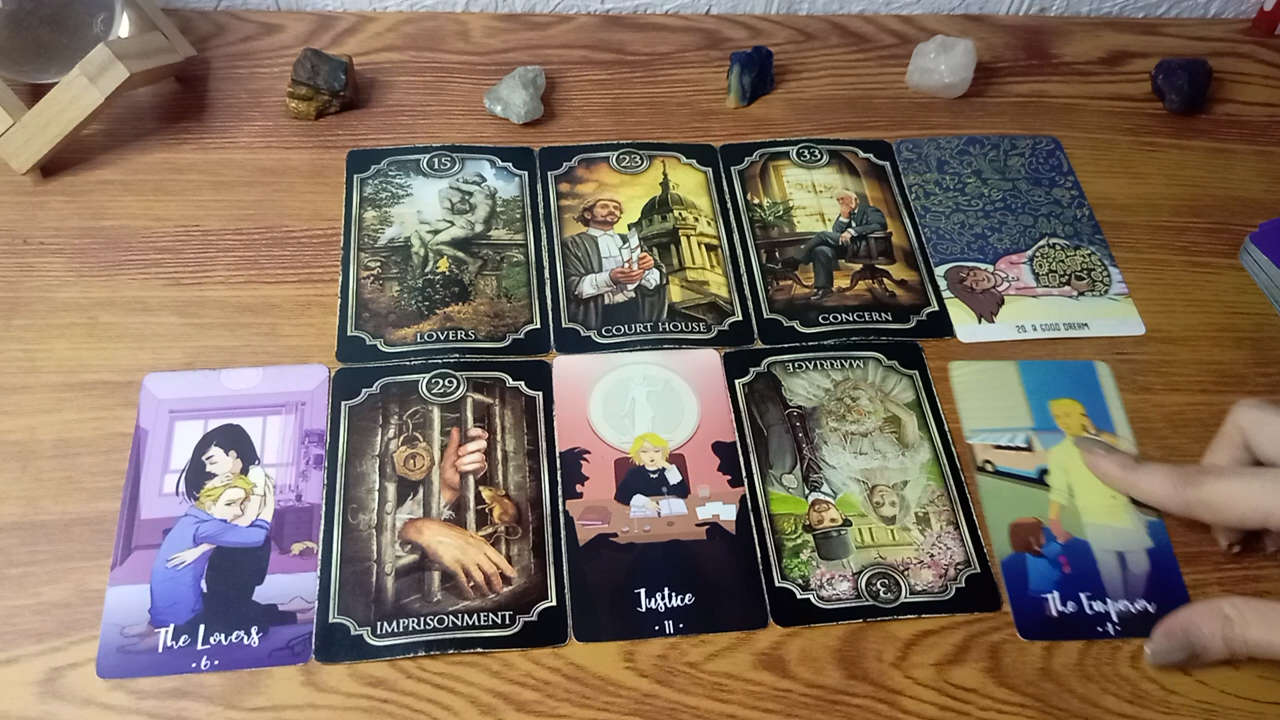 15
LOVERS
23
COURT HOUSE
33
CONCERN
20. A GOOD DREAM
The Lovers
·6·
29
IMPRISONMENT
Justice
·11·
MARRIAGE
3
The Emperor
·4·